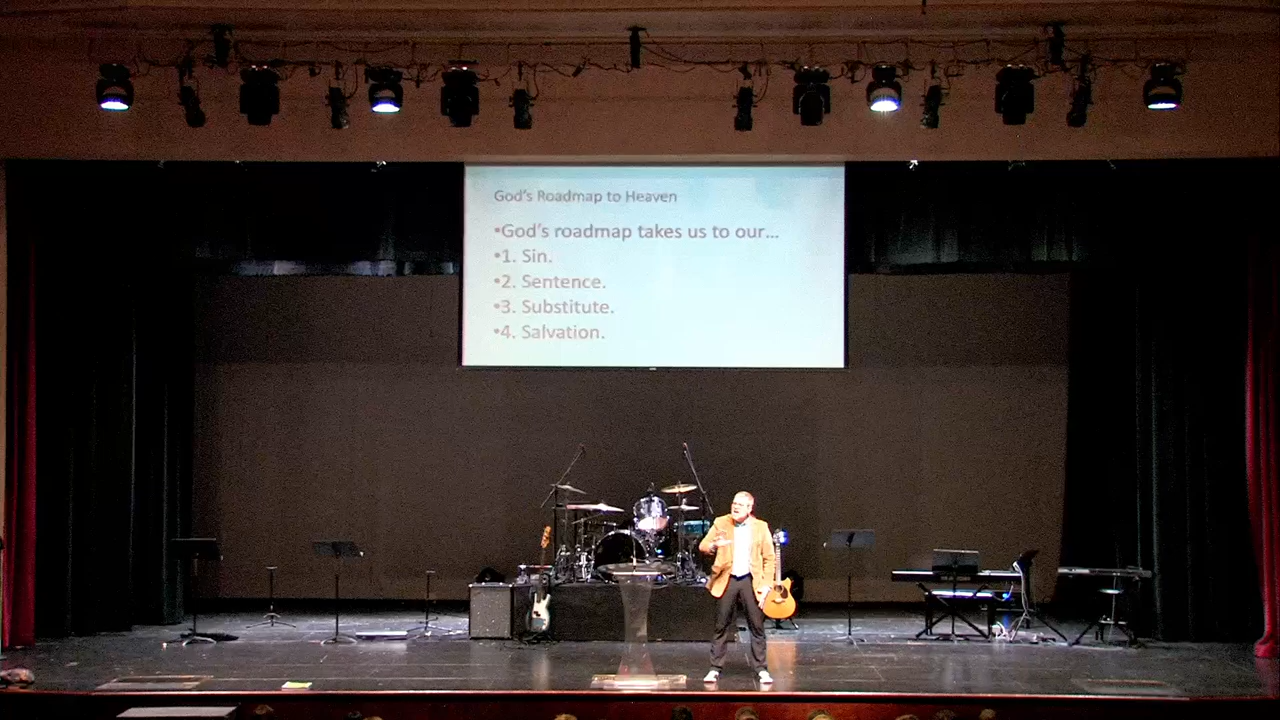 God's Roadmap to Heaven
•God's roadmap takes us to our...
•1. Sin.
•2. Sentence.
•3. Substitute.
•4. Salvation.